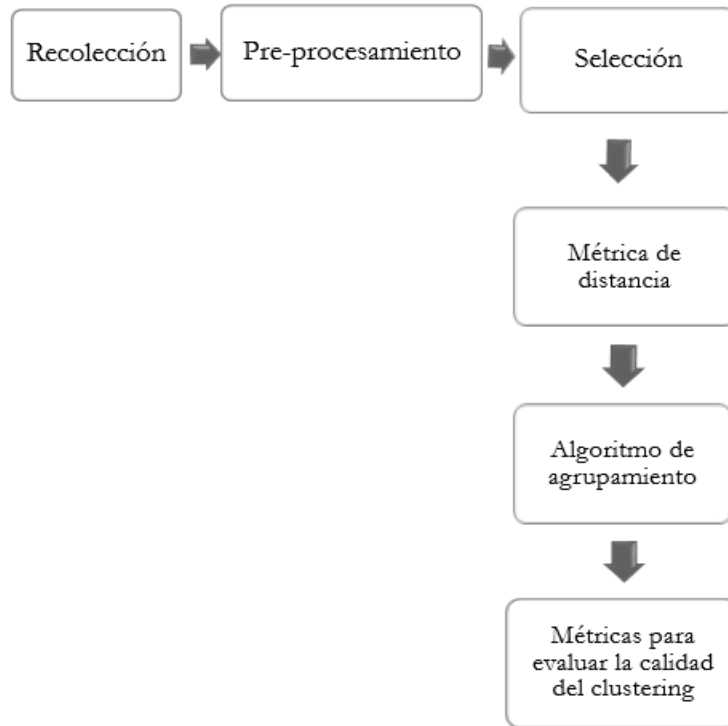 Recolección
Pre-procesamiento
Selección
Métrica de
distancia
Algoritmo de
agrupamiento
Métricas para
evaluar la calidad
del clustering